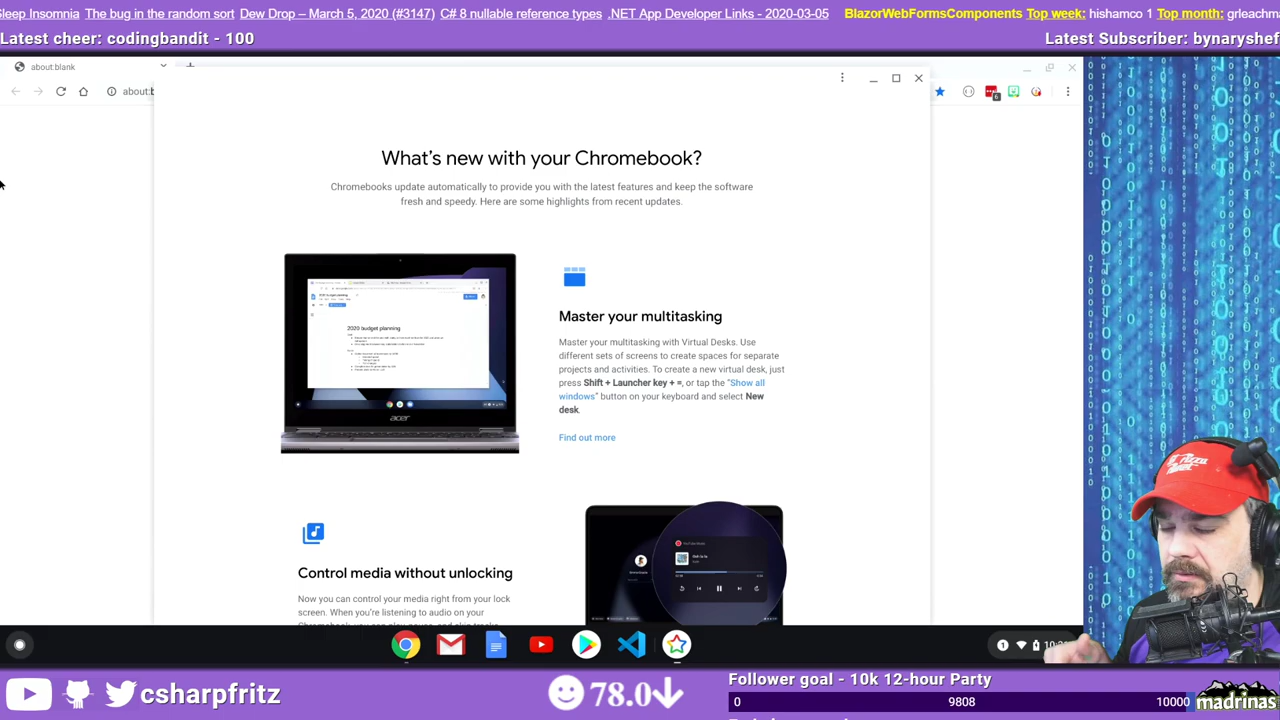 Sleep Insomnia The bug in the random sort Dew Drop – March 5, 2020 (#3147) C# 8 nullable reference types .NET App Developer Links - 2020-03-05 BlazorWebFormsComponents Top week: hishamco 1 Top month: grleachm
Latest cheer: codingbandit - 100
Latest Subscriber: bynaryshef
about:blank
about:b
6
What's new with your Chromebook?
Chromebooks update automatically to provide you with the latest features and keep the software
fresh and speedy. Here are some highlights from recent updates.
2020 budget planning
acer
Master your multitasking
Master your multitasking with Virtual Desks. Use
different sets of screens to create spaces for separate
projects and activities. To create a new virtual desk, just
press Shift + Launcher key + =, or tap the "Show all
windows" button on your keyboard and select New
desk.
Find out more
Control media without unlocking
Now you can control your media right from your lock
screen. When you're listening to audio on your
1
csharpfritz
78.0
Follower goal - 10k 12-hour Party
0 9808 10000
madrinas